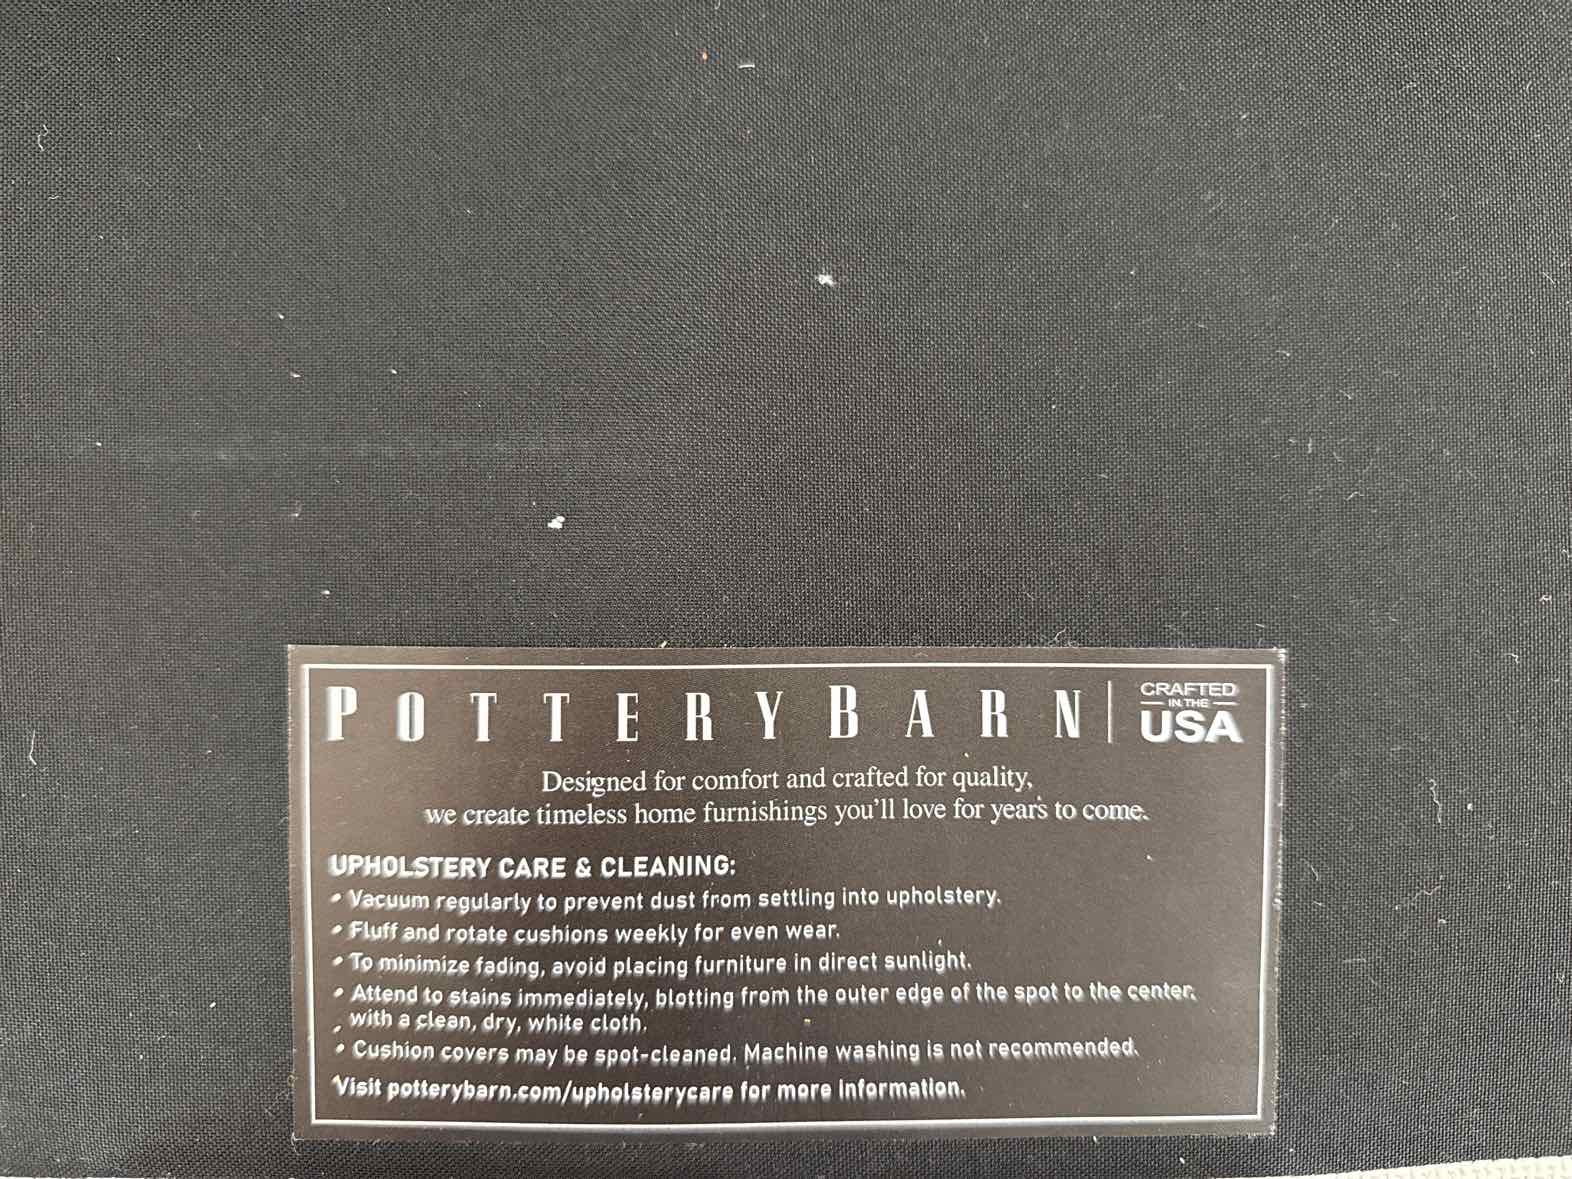 POTTERY BARN | CRAFTED IN THE USA
Designed for comfort and crafted for quality,
we create timeless home furnishings you'll love for years to come.
UPHOLSTERY CARE & CLEANING:
• Vacuum regularly to prevent dust from settling into upholstery.
• Fluff and rotate cushions weekly for even wear.
• To minimize fading, avoid placing furniture in direct sunlight.
• Attend to stains immediately, blotting from the outer edge of the spot to the center,
with a clean, dry, white cloth.
• Cushion covers may be spot-cleaned. Machine washing is not recommended.
Visit potterybarn.com/upholsterycare for more information.